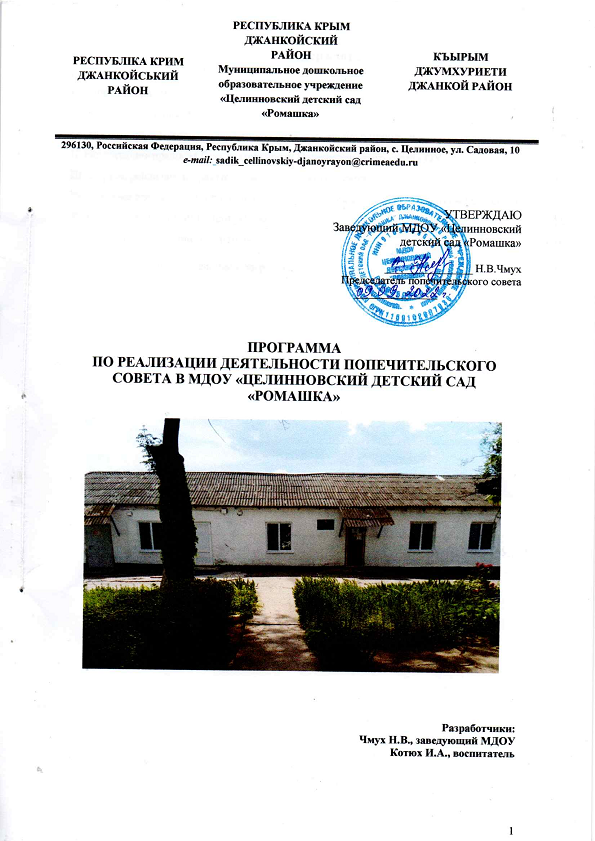 РЕСПУБЛІКА КРИМ
ДЖАНКОЙСЬКИЙ
РАЙОН
РЕСПУБЛИКА КРЫМ
ДЖАНКОЙСКИЙ
РАЙОН
Муниципальное дошкольное
образовательное учреждение
«Целинновский детский сад
«Ромашка»
КЪЫРЫМ
ДЖУМХУРИЕТИ
ДЖАНКОЙ РАЙОН
296130, Российская Федерация, Республика Крым, Джанкойский район, с. Целинное, ул. Садовая, 10
e-mail: sadik_cellinovskiy-djanoyrayon@crimeaedu.ru
УТВЕРЖДАЮ
Заведующий МДОУ «Целинновский
детский сад «Ромашка»
Н.В.Чмух
Председатель попечительского совета
09.09.2022 г.
ПРОГРАММА
ПО РЕАЛИЗАЦИИ ДЕЯТЕЛЬНОСТИ ПОПЕЧИТЕЛЬСКОГО
СОВЕТА В МДОУ «ЦЕЛИННОВСКИЙ ДЕТСКИЙ САД
«РОМАШКА»
Разработчики:
Чмух Н.В., заведующий МДОУ
Котюх И.А., воспитатель
1